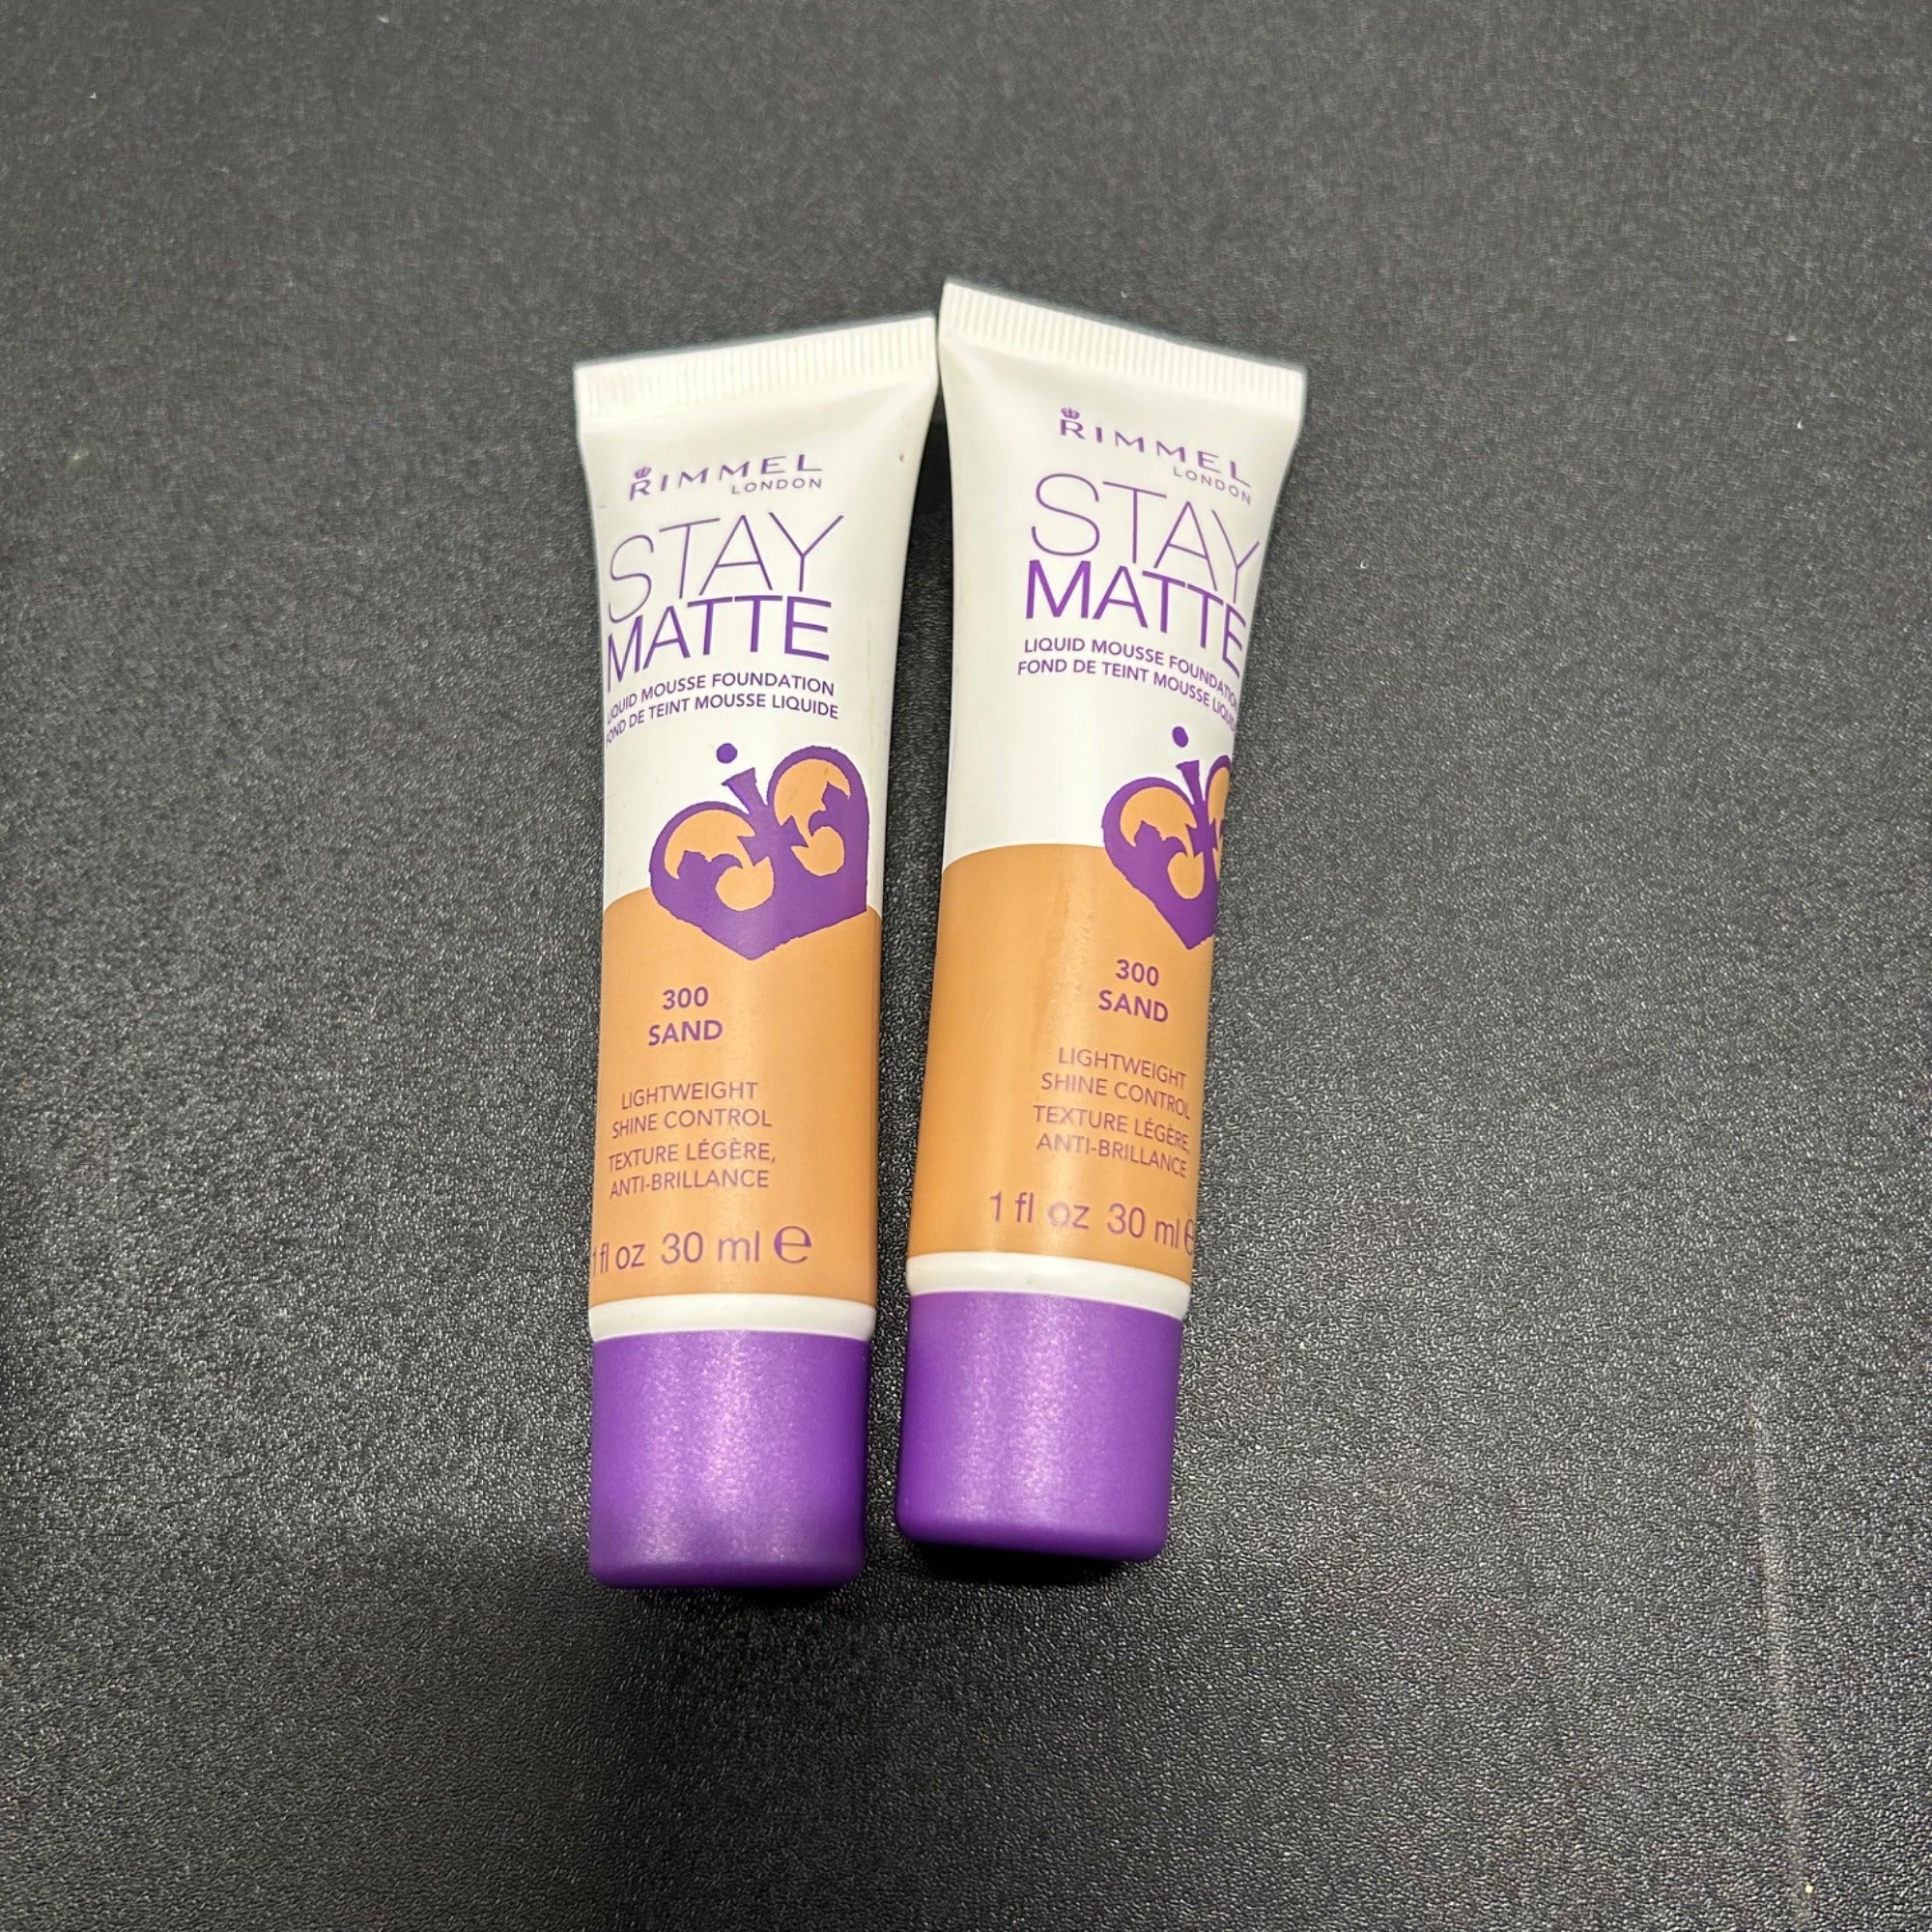 RIMMEL
LONDON
STAY
MATTE
LIQUID MOUSSE FOUNDATION
FOND DE TEINT MOUSSE LIQUIDE
300
SAND
LIGHTWEIGHT
SHINE CONTROL
TEXTURE LÉGÈRE,
ANTI-BRILLANCE
1 fl oz 30 ml e
RIMMEL
LONDON
STAY
MATTE
LIQUID MOUSSE FOUNDATION
FOND DE TEINT MOUSSE LIQUIDE
300
SAND
LIGHTWEIGHT
SHINE CONTROL
TEXTURE LÉGÈRE,
ANTI-BRILLANCE
1 fl oz 30 ml e